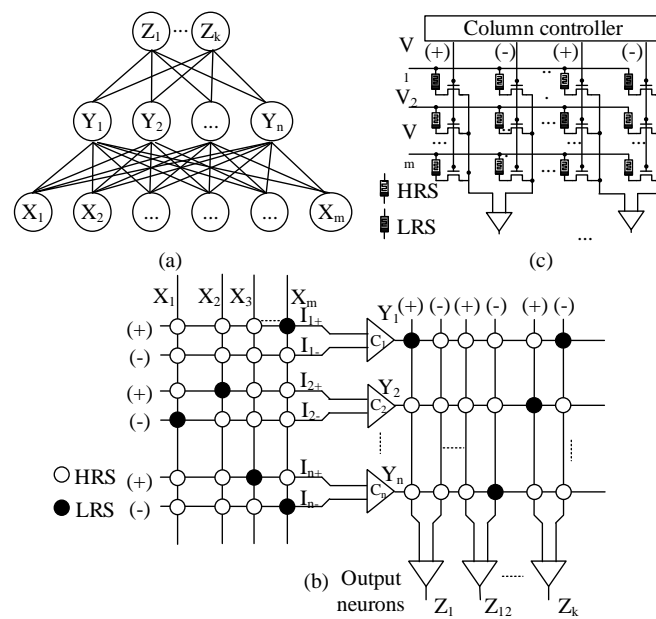 Z1 ... Zk
Y1 Y2 ... Yn
X1 X2 ... ... ... Xm
(a)
Column controller
V (+) (-) (+) (-)
1
V2
V
m
...
HRS
LRS
...
(c)
X1 X2 X3 Xm
(+) I1+
(-) I1-
C1 Y1
(+) I2+
(-) I2-
C2 Y2
(+) In+
(-) In-
Cn Yn
HRS
LRS
(+) (-) (+) (-) (+) (-)
(b) Output
neurons
Z1 Z12 Zk